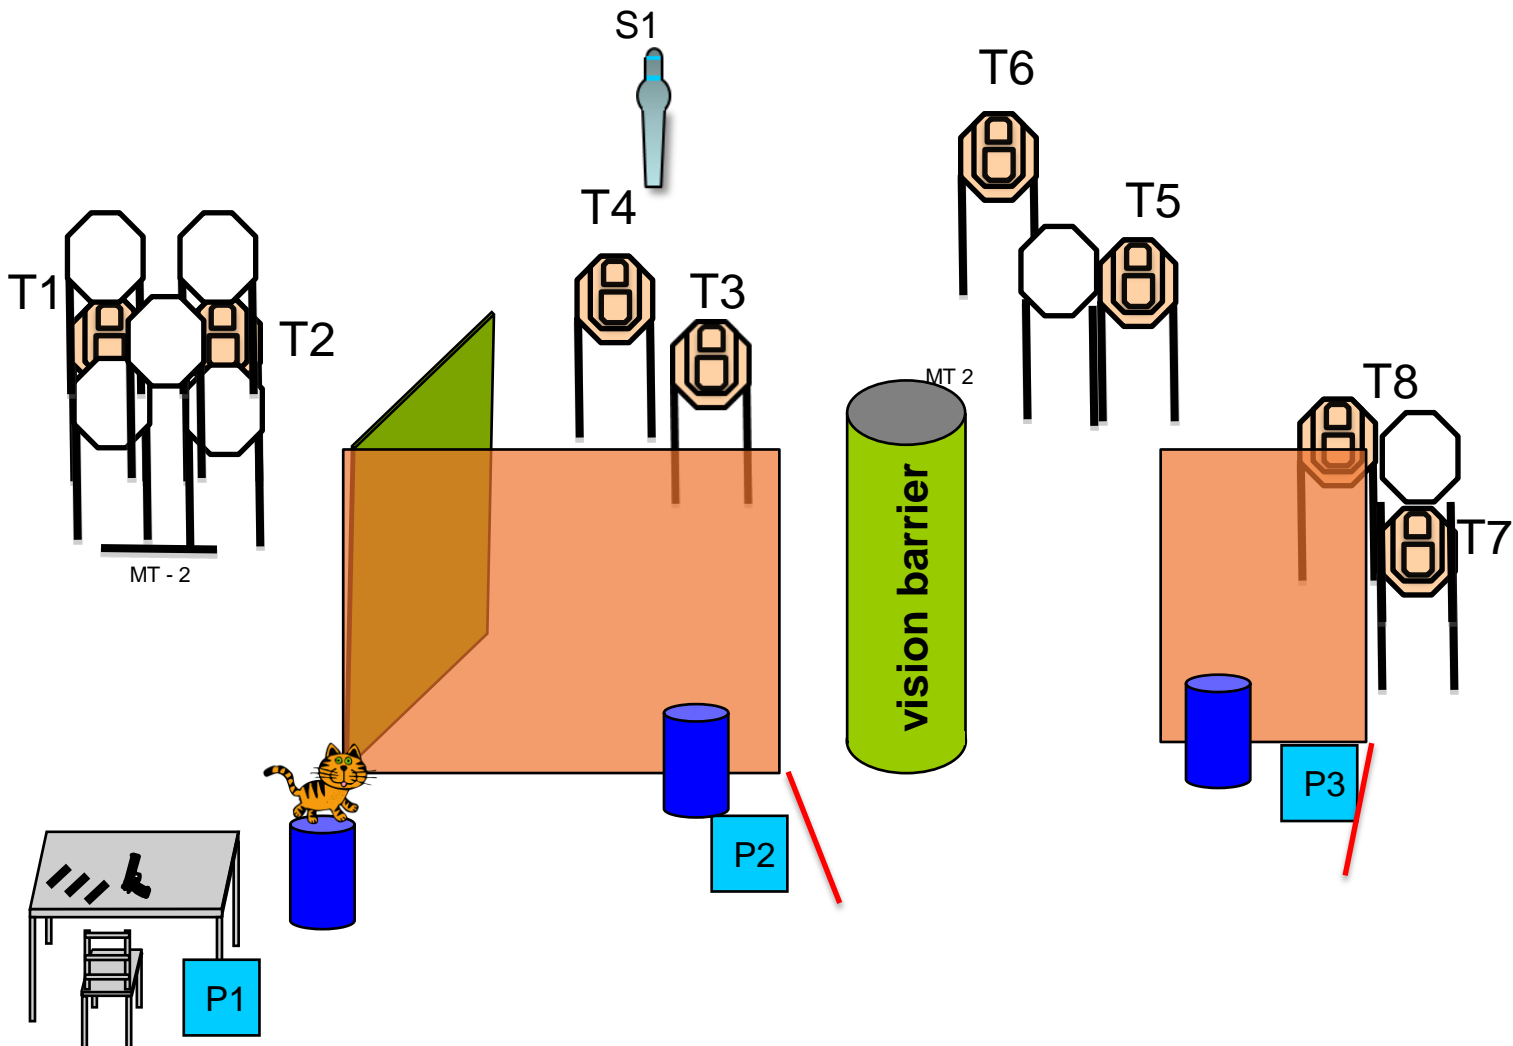 S1
T6
T5
T4
T3
T1
T2
MT 2
T8
T7
vision barrier
MT - 2
P3
P2
P1